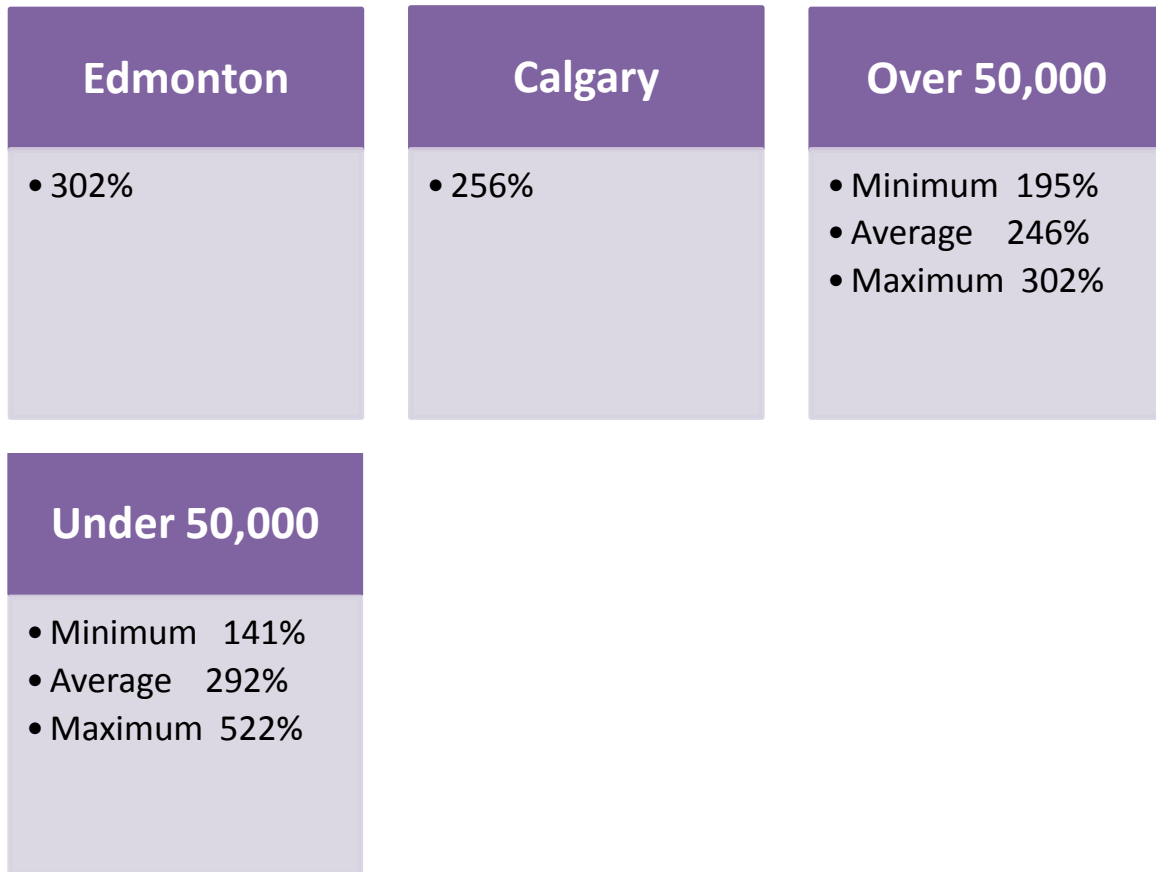 Edmonton
• 302%
Calgary
• 256%
Over 50,000
• Minimum 195%
• Average 246%
• Maximum 302%
Under 50,000
• Minimum 141%
• Average 292%
• Maximum 522%